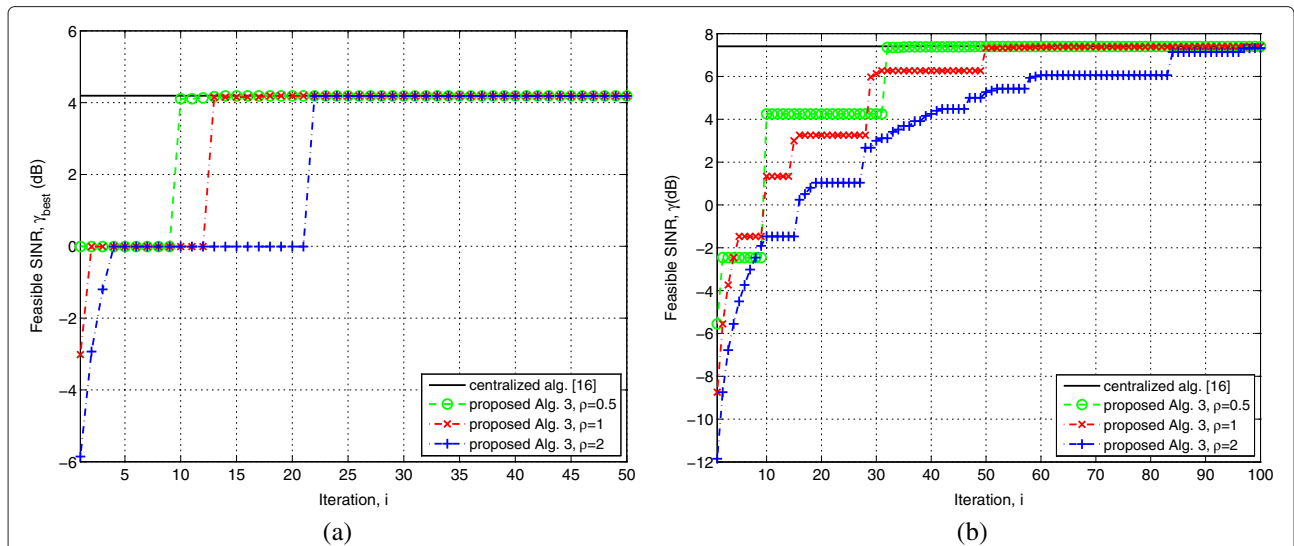 6
4
2
0
−2
−4
−6
Feasible SINR, γbest (dB)
5 10 15 20 25 30 35 40 45 50
Iteration, i
centralized alg. [16]
proposed Alg. 3, ρ=0.5
proposed Alg. 3, ρ=1
proposed Alg. 3, ρ=2
(a)
8
6
4
2
0
−2
−4
−6
−8
−10
−12
Feasible SINR, γ(dB)
10 20 30 40 50 60 70 80 90 100
Iteration, i
centralized alg. [16]
proposed Alg. 3, ρ=0.5
proposed Alg. 3, ρ=1
proposed Alg. 3, ρ=2
(b)